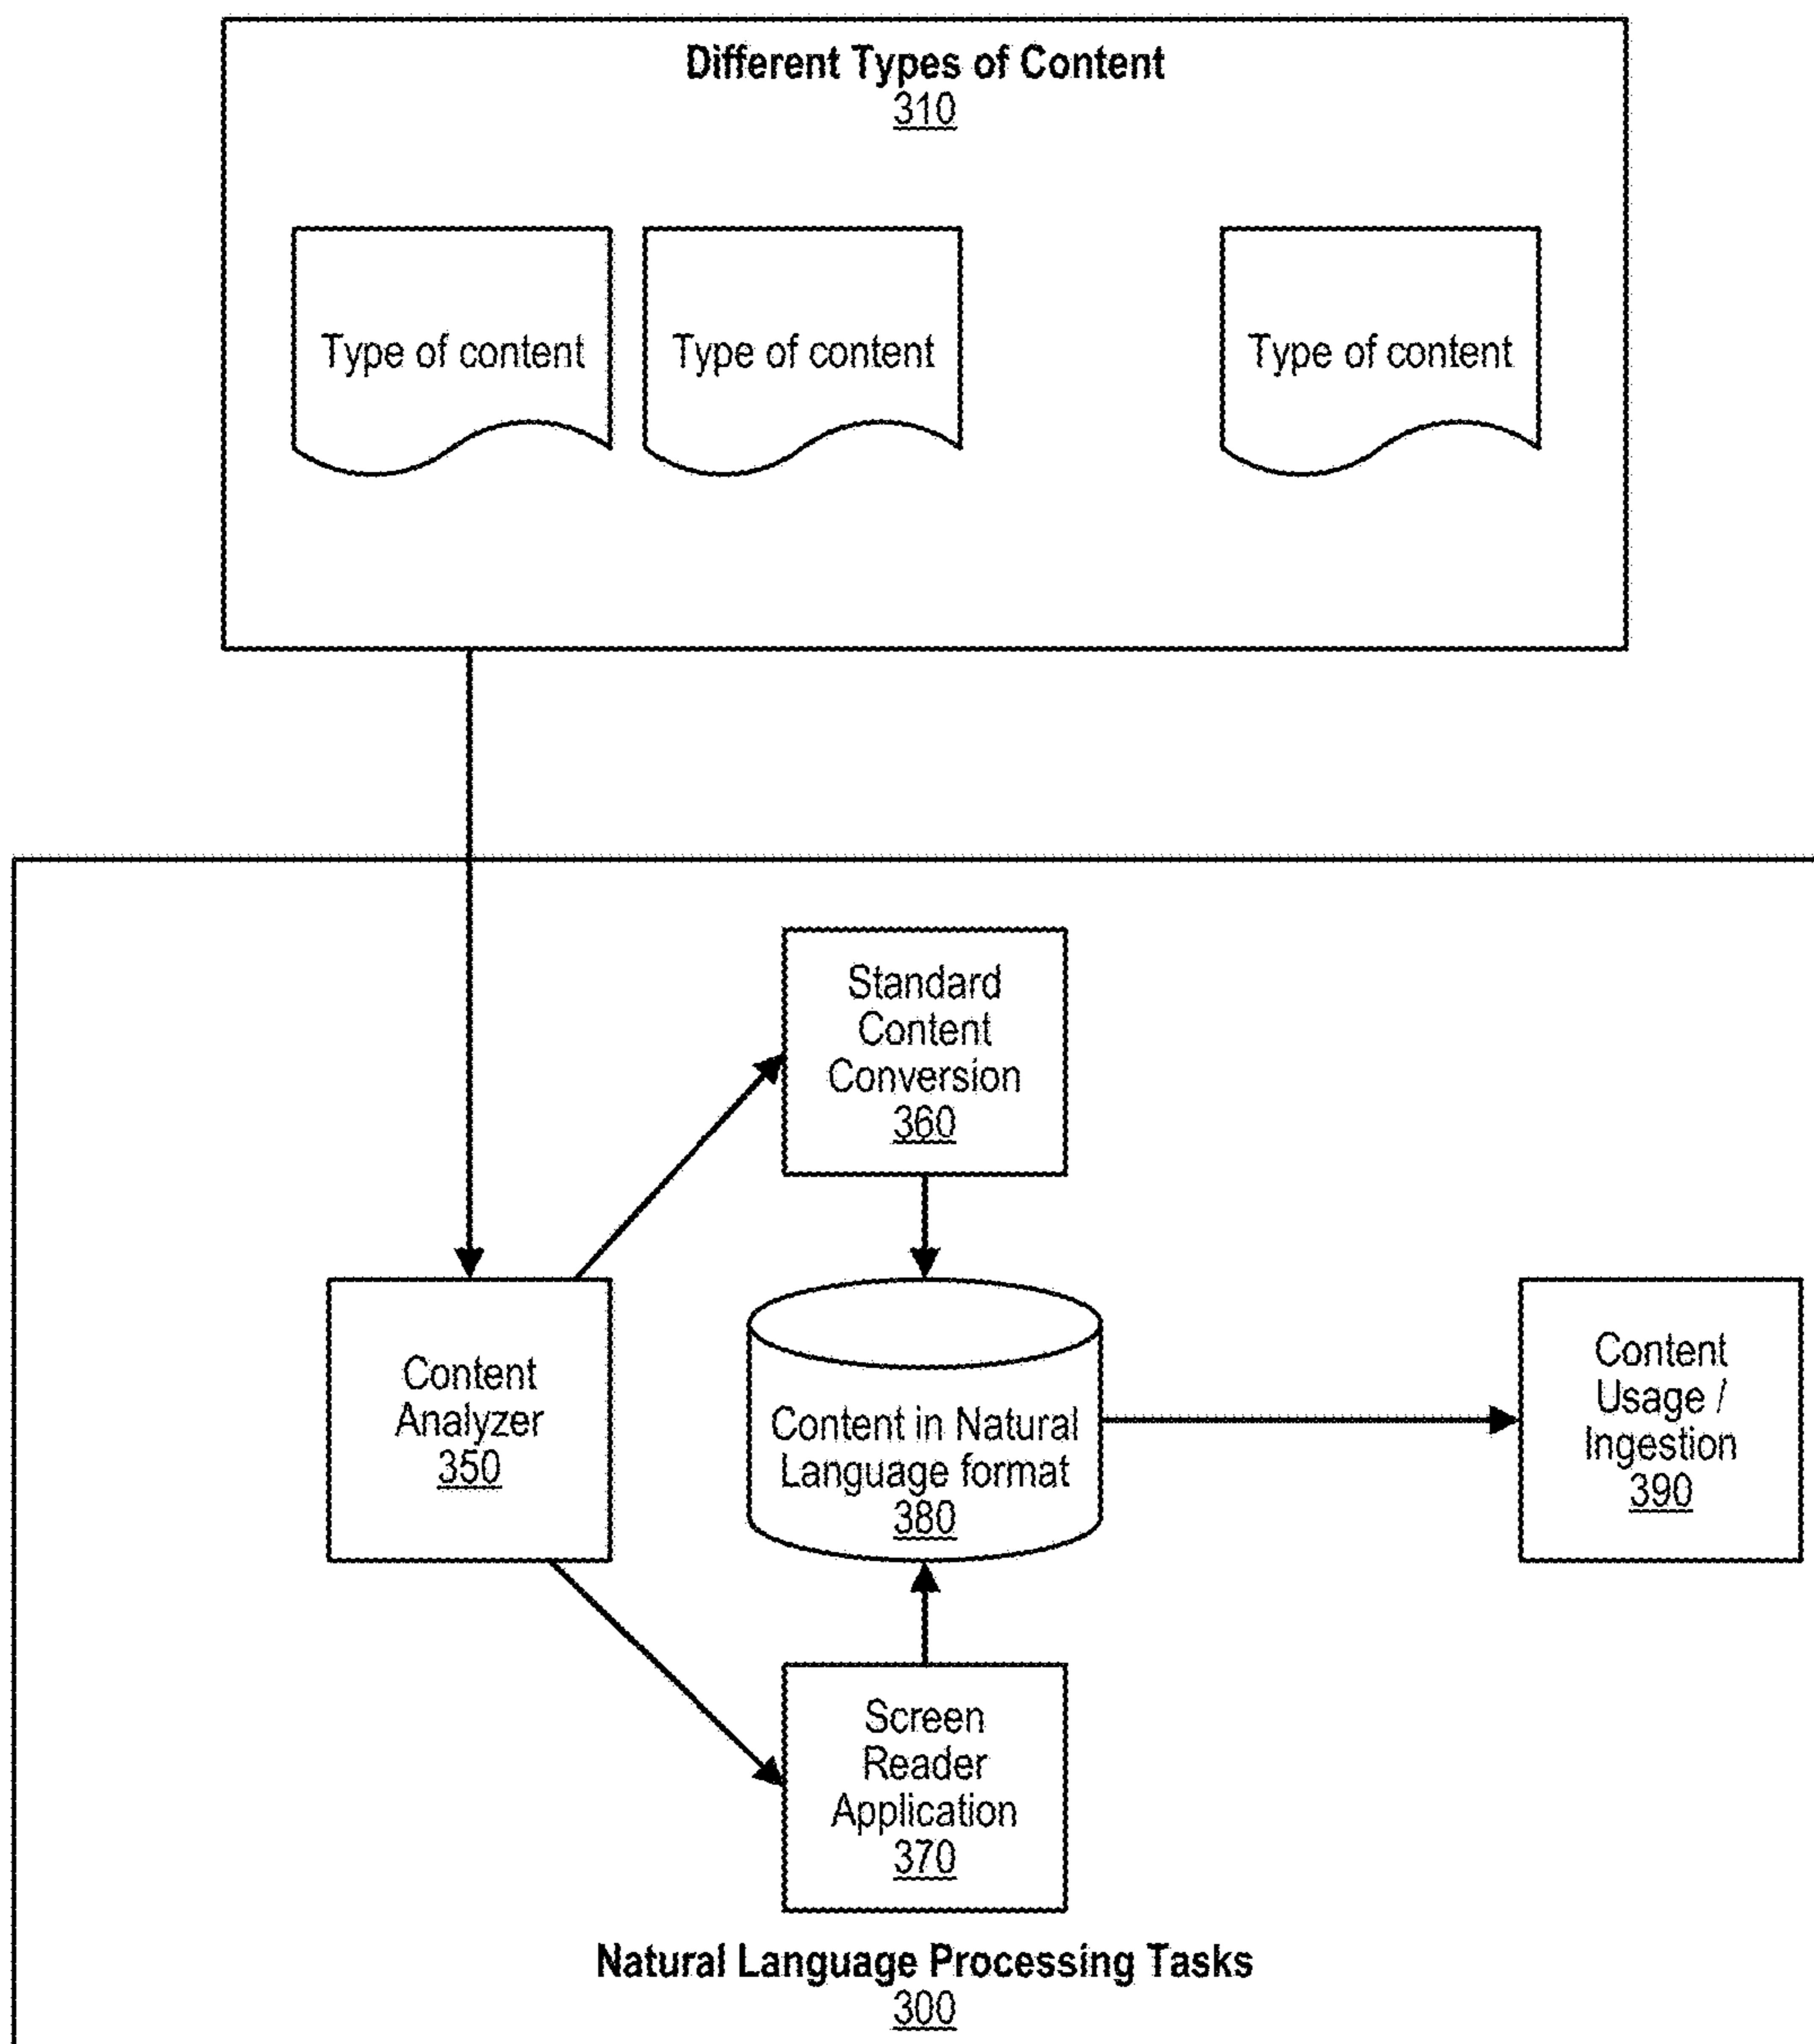 Different Types of Content
310
Type of content
Type of content
Type of content
Standard
Content
Conversion
360
Content
Analyzer
350
Content in Natural
Language format
380
Content
Usage /
Ingestion
390
Screen
Reader
Application
370
Natural Language Processing Tasks
300